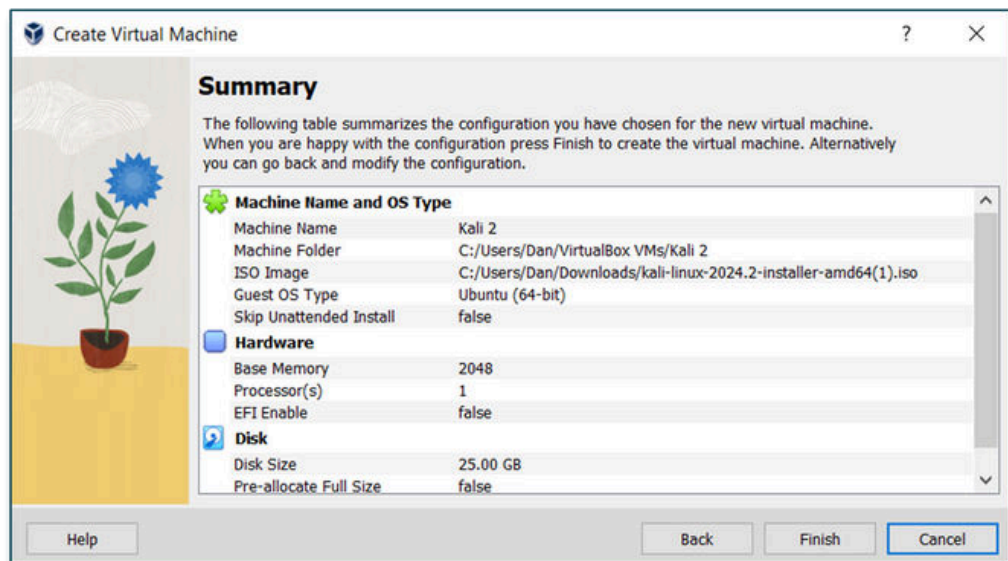 Create Virtual Machine ? ×
Summary
The following table summarizes the configuration you have chosen for the new virtual machine.
When you are happy with the configuration press Finish to create the virtual machine. Alternatively
you can go back and modify the configuration.
Machine Name and OS Type
Machine Name Kali 2
Machine Folder C:/Users/Dan/VirtualBox VMs/Kali 2
ISO Image C:/Users/Dan/Downloads/kali-linux-2024.2-installer-amd64(1).iso
Guest OS Type Ubuntu (64-bit)
Skip Unattended Install false
Hardware
Base Memory 2048
Processor(s) 1
EFI Enable false
Disk
Disk Size 25.00 GB
Pre-allocate Full Size false
Help Back Finish Cancel